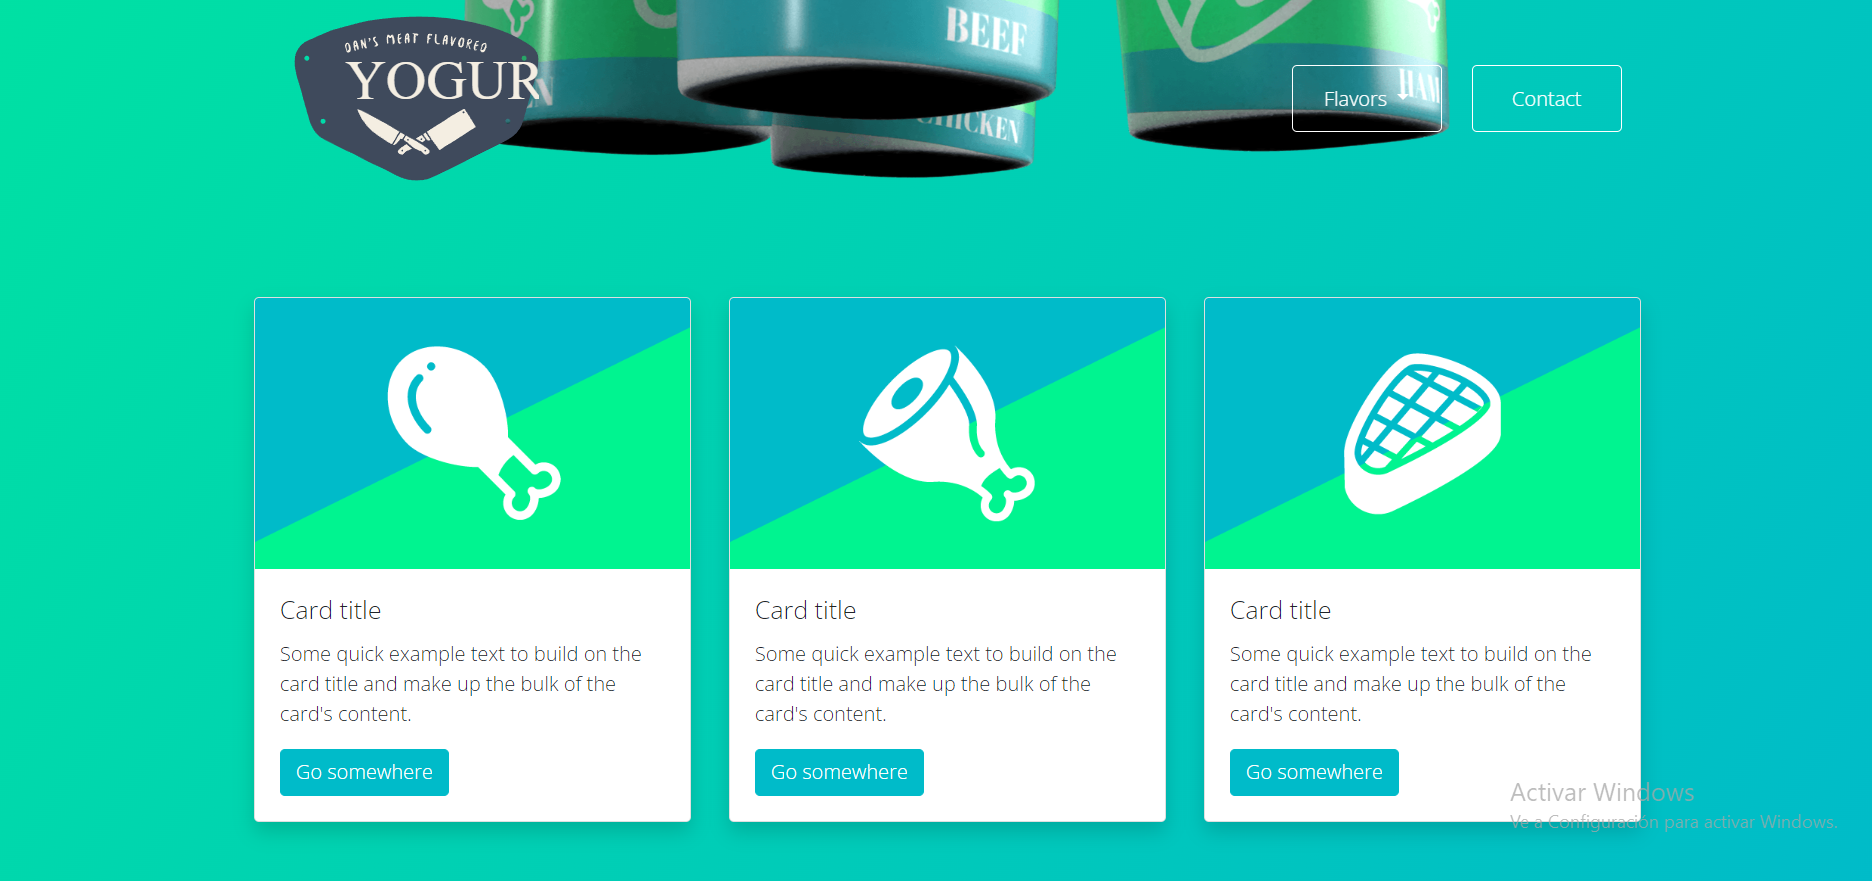 DAN'S MEAT FLAVORED
YOGUR
BEEF
CHICKEN
HAM
Flavors
Contact
Card title
Some quick example text to build on the
card title and make up the bulk of the
card's content.
Go somewhere
Card title
Some quick example text to build on the
card title and make up the bulk of the
card's content.
Go somewhere
Card title
Some quick example text to build on the
card title and make up the bulk of the
card's content.
Go somewhere
Activar Windows
Ve a Configuración para activar Windows.